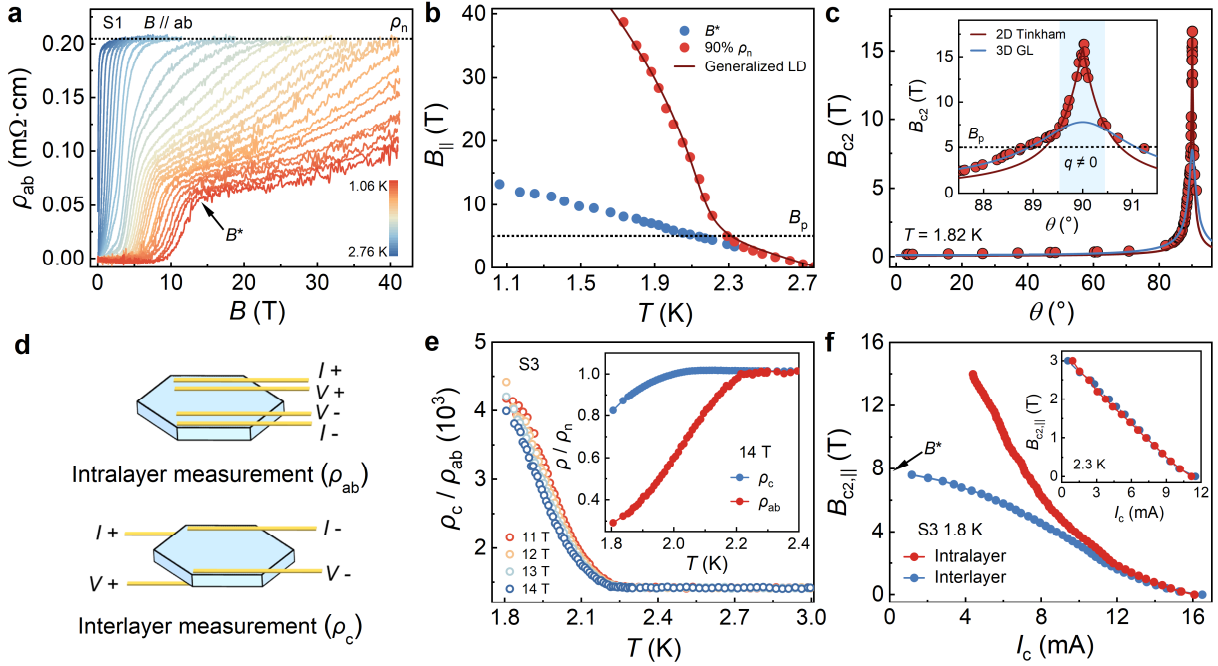 a
S1
B // ab
ρn
0.20
0.15
0.10
0.05
0.00
ρab (mΩ·cm)
1.06 K
2.76 K
B*
0 10 20 30 40
B (T)
b
B*
90% ρn
Generalized LD
40
30
20
10
0
B|| (T)
Bp
1.1 1.5 1.9 2.3 2.7
T (K)
c
2D Tinkham
3D GL
15
10
5
0
Bc2 (T)
Bp
q ≠ 0
88 89 90 91
θ (°)
15
10
5
0
Bc2 (T)
T = 1.82 K
0 20 40 60 80
θ (°)
d
I +
V +
V -
I -
Intralayer measurement (ρab)
I +
I -
V +
V -
Interlayer measurement (ρc)
e
S3
5
4
3
2
ρc / ρab (10³)
11 T
12 T
13 T
14 T
1.8 2.1 2.4 2.7 3.0
T (K)
1.0
0.8
0.6
0.4
ρ / ρn
14 T
ρc
ρab
1.8 2.0 2.2 2.4
T (K)
f
16
12
8
4
0
Bc2,|| (T)
B*
S3 1.8 K
Intralayer
Interlayer
0 4 8 12 16
Ic (mA)
3
2
1
0
Bc2,|| (T)
2.3 K
0 3 6 9 12
Ic (mA)